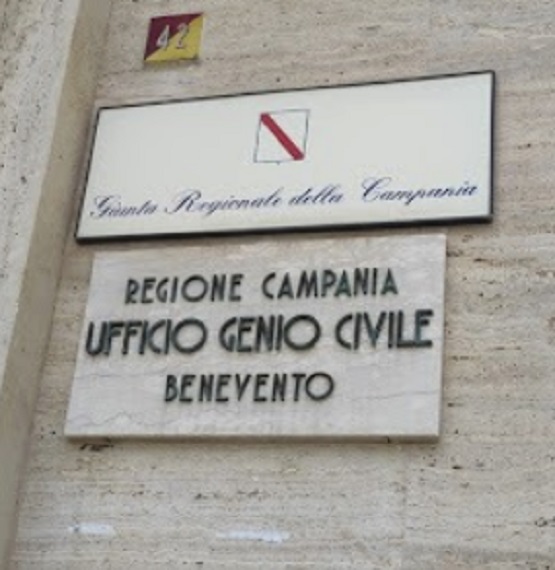 42
Giunta Regionale della Campania
REGIONE CAMPANIA
UFFICIO GENIO CIVILE
BENEVENTO